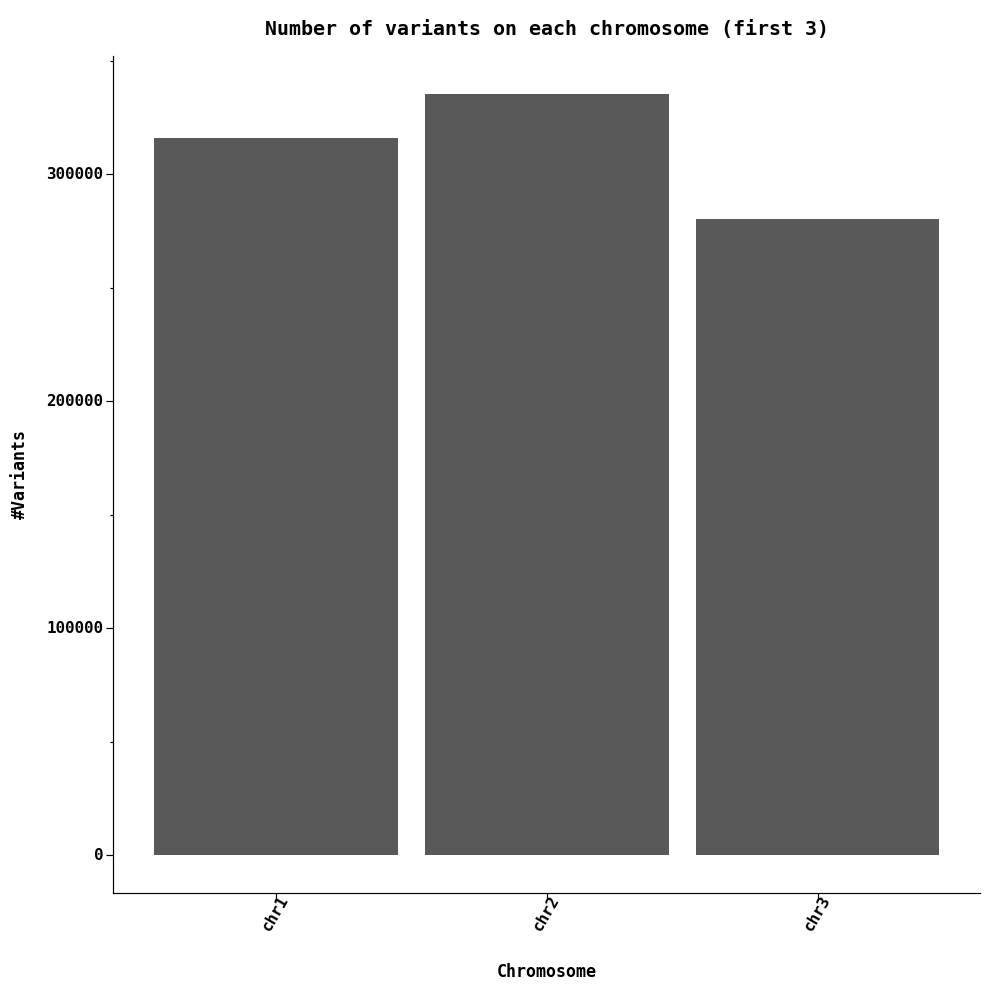 Number of variants on each chromosome (first 3)
300000
200000
100000
0
#Variants
chr1
chr2
chr3
Chromosome